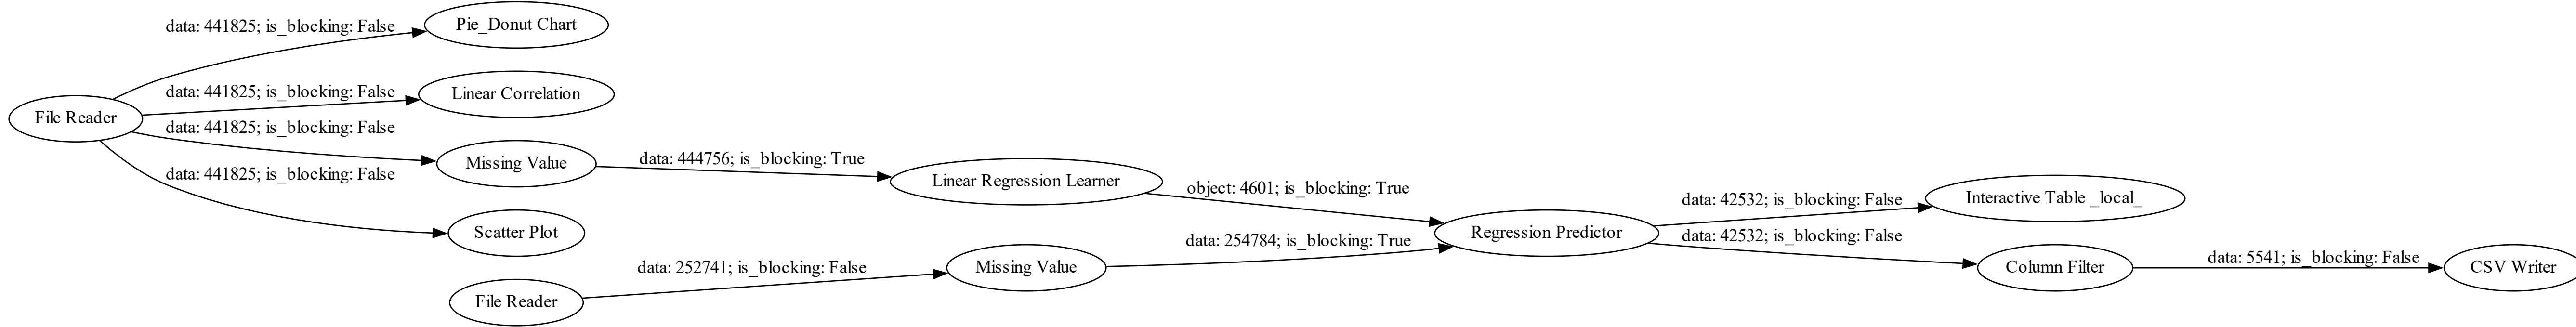 data: 441825; is_blocking: False
Pie_Donut Chart
data: 441825; is_blocking: False
Linear Correlation
File Reader
data: 441825; is_blocking: False
Missing Value
data: 444756; is_blocking: True
Linear Regression Learner
data: 441825; is_blocking: False
object: 4601; is_blocking: True
data: 42532; is_blocking: False
Interactive Table _local_
Scatter Plot
data: 254784; is_blocking: True
Regression Predictor
data: 42532; is_blocking: False
data: 252741; is_blocking: False
Missing Value
Column Filter
data: 5541; is_blocking: False
CSV Writer
File Reader